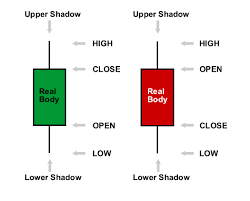 Upper Shadow
Upper Shadow
HIGH
HIGH
CLOSE
OPEN
Real
Body
Real
Body
OPEN
CLOSE
LOW
LOW
Lower Shadow
Lower Shadow